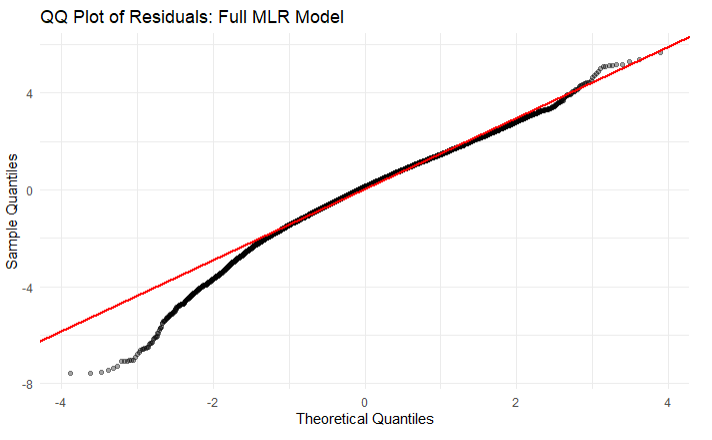 QQ Plot of Residuals: Full MLR Model
Sample Quantiles
4
0
-4
-8
-4 -2 0 2 4
Theoretical Quantiles